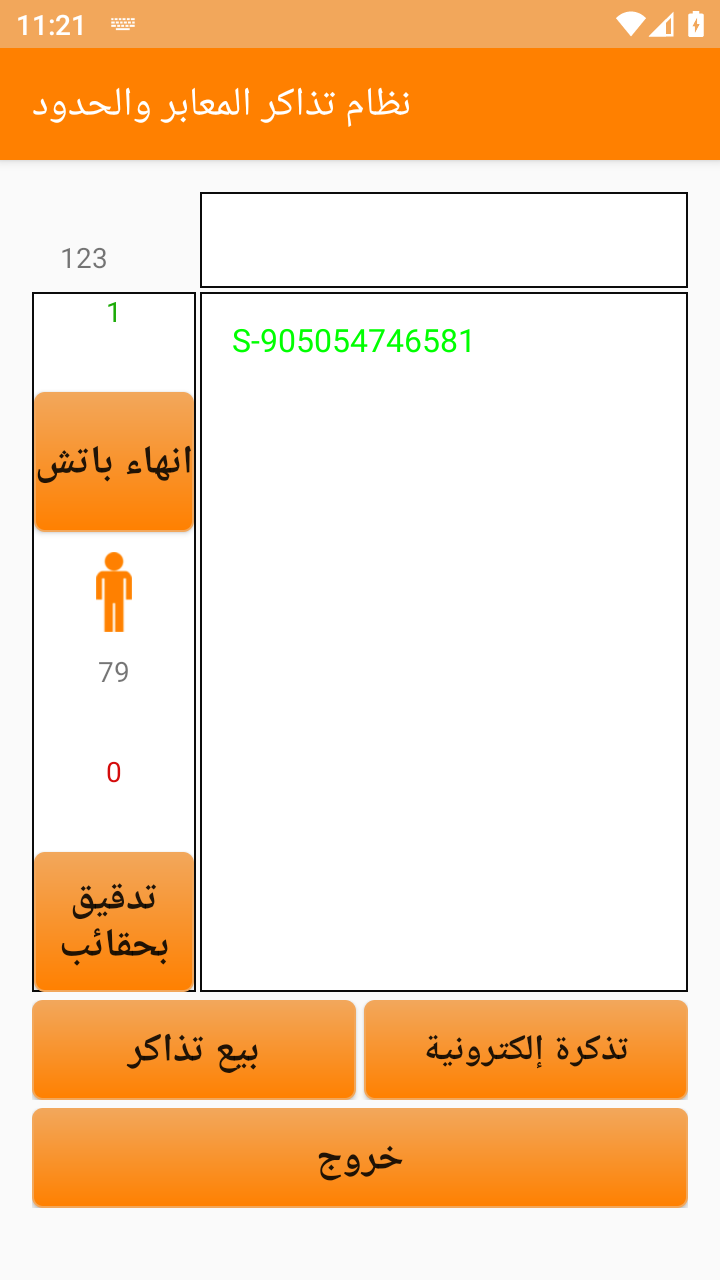 11:21
نظام تذاكر المعابر والحدود
123
1
S-905054746581
انهاء باتش
79
0
تدقيق
بحقائب
بيع تذاكر
تذكرة إلكترونية
خروج